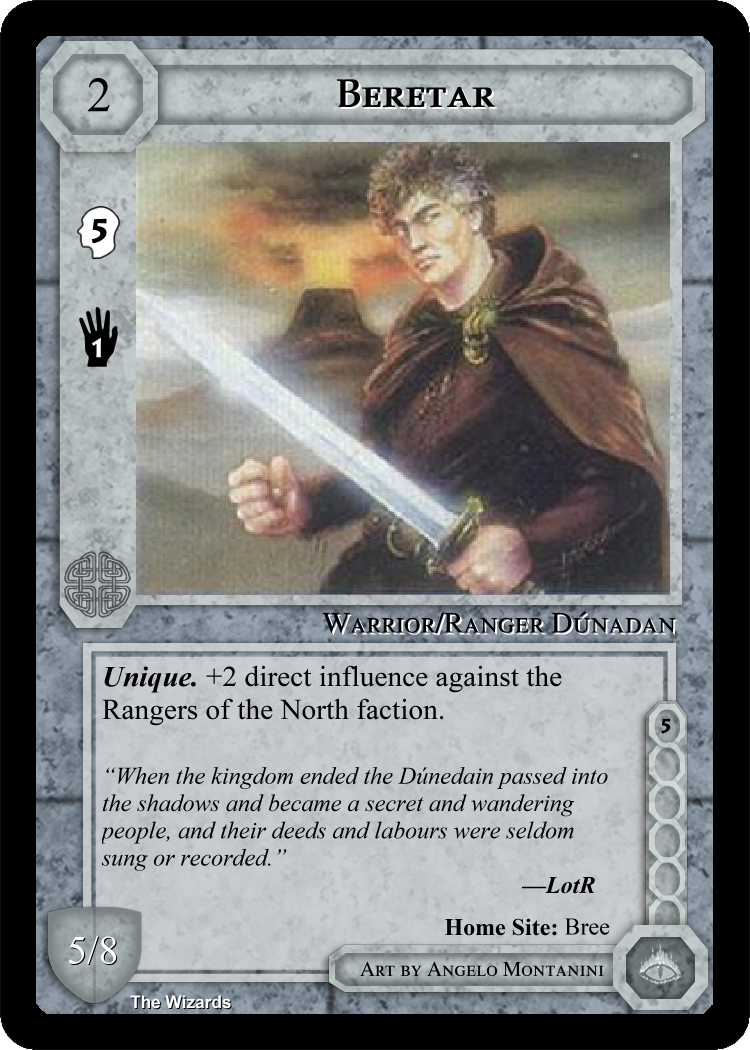 2
BERETAR
5
1
WARRIOR/RANGER DÚNADAN
Unique. +2 direct influence against the
Rangers of the North faction.
5
“When the kingdom ended the Dúnedain passed into
the shadows and became a secret and wandering
people, and their deeds and labours were seldom
sung or recorded.”
—LotR
Home Site: Bree
5/8
ART BY ANGELO MONTANINI
The Wizards